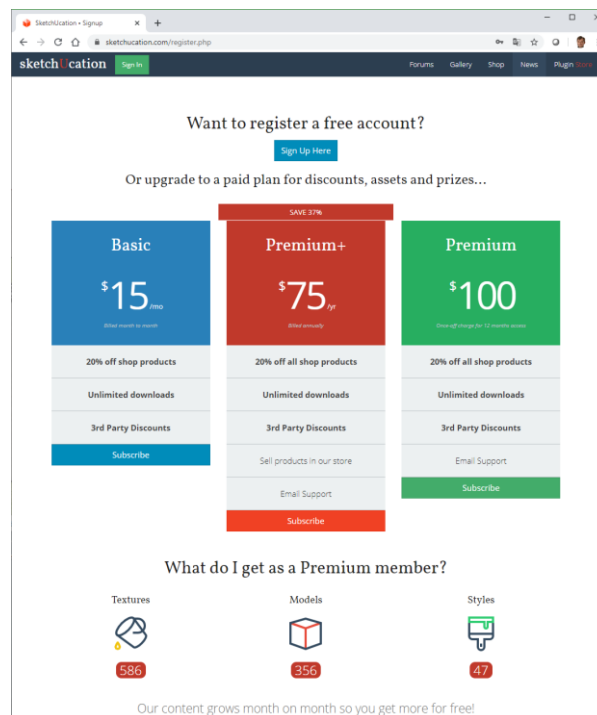 SketchUcation • Signup
sketchucation.com/register.php
sketchUcation
Sign In
Forums
Gallery
Shop
News
Plugin Store
Want to register a free account?
Sign Up Here
Or upgrade to a paid plan for discounts, assets and prizes...
Basic
$15/mo
Billed month to month
20% off shop products
Unlimited downloads
3rd Party Discounts
Subscribe
SAVE 37%
Premium+
$75/yr
Billed annually
20% off all shop products
Unlimited downloads
3rd Party Discounts
Sell products in our store
Email Support
Subscribe
Premium
$100
Once-off charge for 12 months access
20% off all shop products
Unlimited downloads
3rd Party Discounts
Email Support
Subscribe
What do I get as a Premium member?
Textures
586
Models
356
Styles
47
Our content grows month on month so you get more for free!